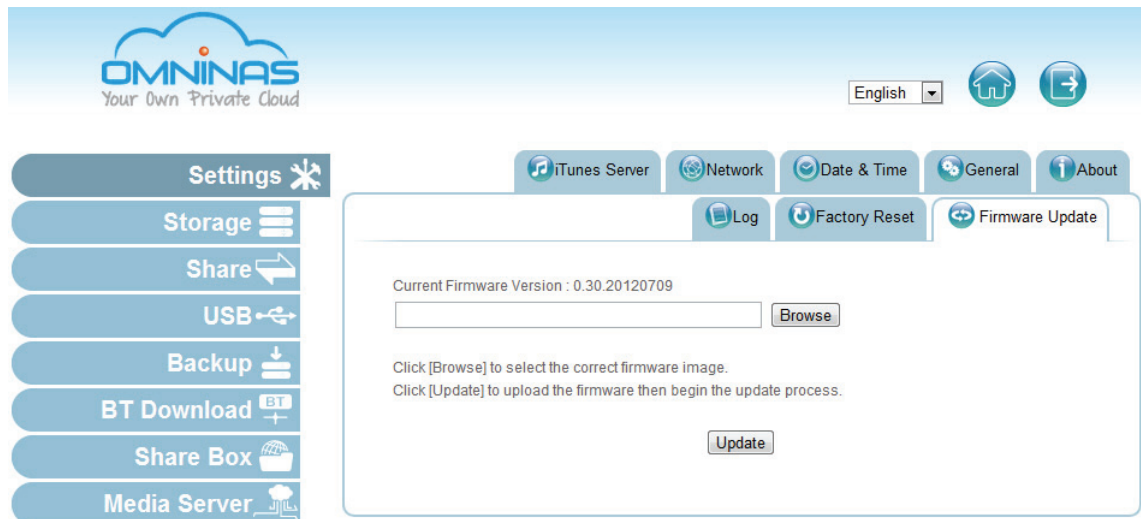 OMNINAS
Your Own Private Cloud
English
Settings
Storage
Share
USB
Backup
BT Download
BT
Share Box
Media Server
iTunes Server
Network
Date & Time
General
About
Log
Factory Reset
Firmware Update
Current Firmware Version : 0.30.20120709
Browse
Click [Browse] to select the correct firmware image.
Click [Update] to upload the firmware then begin the update process.
Update